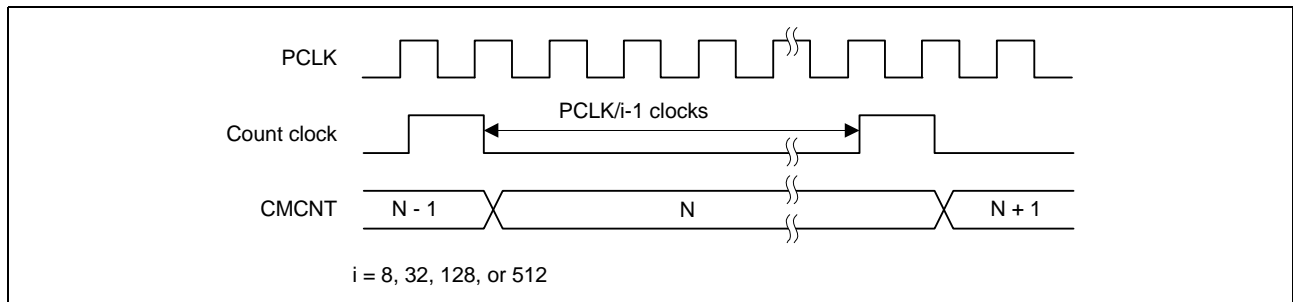 PCLK
PCLK/i-1 clocks
Count clock
CMCNT N - 1 N N + 1
i = 8, 32, 128, or 512